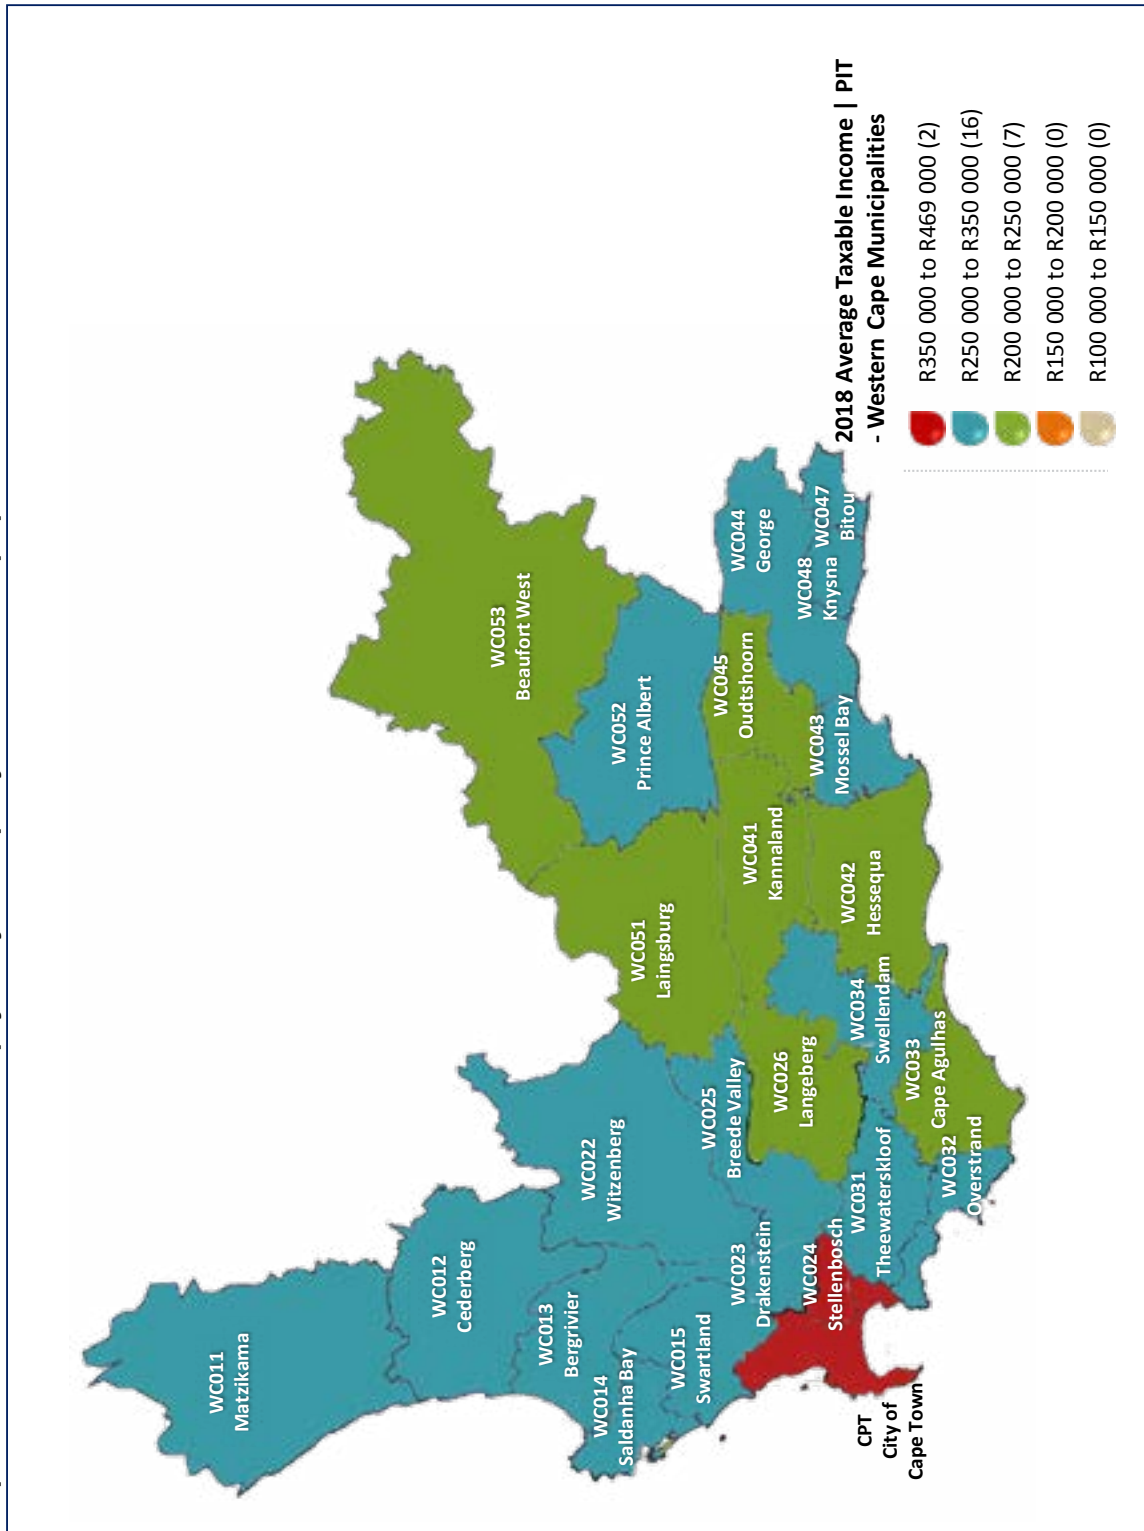 2018 Average Taxable Income | PIT
- Western Cape Municipalities
R350 000 to R469 000 (2)
R250 000 to R350 000 (16)
R200 000 to R250 000 (7)
R150 000 to R200 000 (0)
R100 000 to R150 000 (0)
WC011
Matzikama
WC012
Cederberg
WC013
Bergrivier
WC014
Saldanha Bay
WC015
Swartland
WC022
Witzenberg
WC023
Drakenstein
WC024
Stellenbosch
WC025
Breede Valley
WC026
Langeberg
WC031
Theewaterskloof
WC032
Overstrand
WC033
Cape Agulhas
WC034
Swellendam
WC041
Kannaland
WC042
Hessequa
WC043
Mossel Bay
WC044
George
WC045
Oudtshoorn
WC047
Bitou
WC048
Knysna
WC051
Laingsburg
WC052
Prince Albert
WC053
Beaufort West
CPT
City of
Cape Town